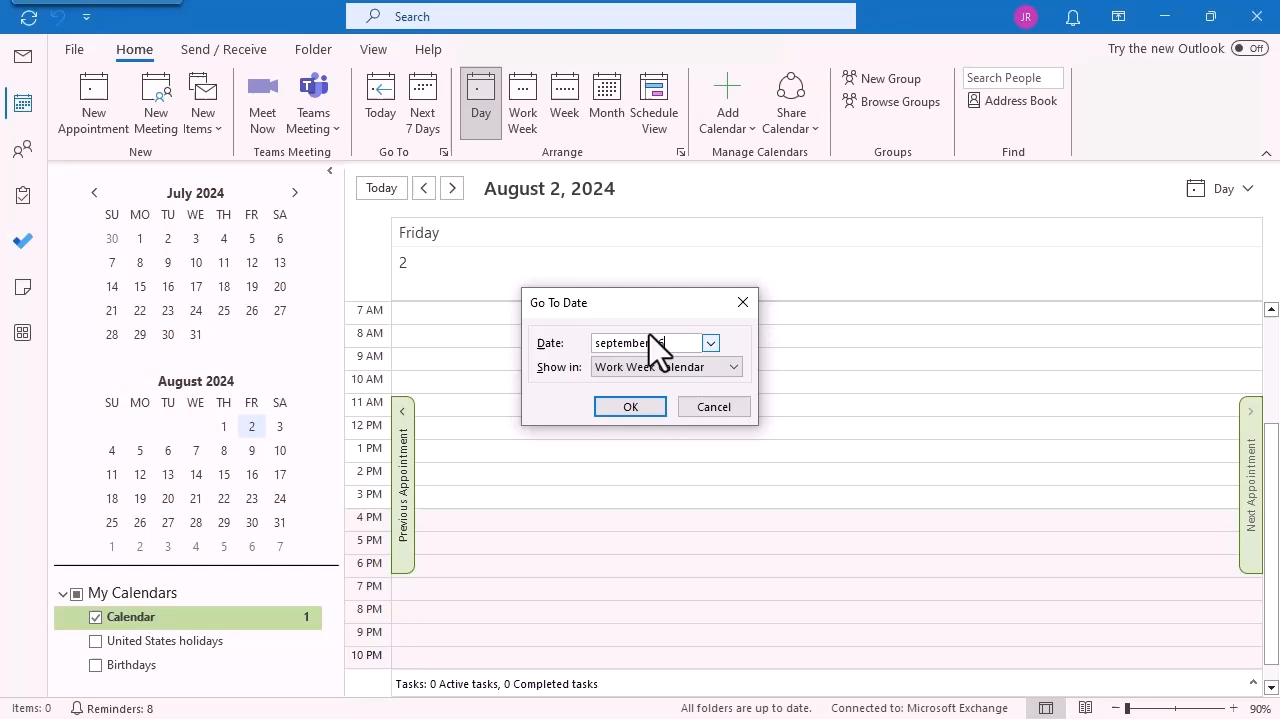 Search
JR
File Home Send / Receive Folder View Help
Try the new Outlook Off
New Appointment
New Meeting
New Items
New
Meet Now
Teams Meeting
Teams Meeting
Today
Next 7 Days
Go To
Day
Work Week
Week
Month
Schedule View
Arrange
Add Calendar
Share Calendar
Manage Calendars
New Group
Browse Groups
Groups
Search People
Address Book
Find
July 2024
SU MO TU WE TH FR SA
30 1 2 3 4 5 6
7 8 9 10 11 12 13
14 15 16 17 18 19 20
21 22 23 24 25 26 27
28 29 30 31
August 2024
SU MO TU WE TH FR SA
1 2 3
4 5 6 7 8 9 10
11 12 13 14 15 16 17
18 19 20 21 22 23 24
25 26 27 28 29 30 31
1 2 3 4 5 6 7
My Calendars
Calendar 1
United States holidays
Birthdays
Today
August 2, 2024
Day
Friday
2
7 AM
8 AM
9 AM
10 AM
11 AM
12 PM
1 PM
2 PM
3 PM
4 PM
5 PM
6 PM
7 PM
8 PM
9 PM
10 PM
Previous Appointment
Next Appointment
Go To Date
Date: september
Show in: Work Week
OK Cancel
Tasks: 0 Active tasks, 0 Completed tasks
Items: 0 Reminders: 8 All folders are up to date. Connected to: Microsoft Exchange 90%